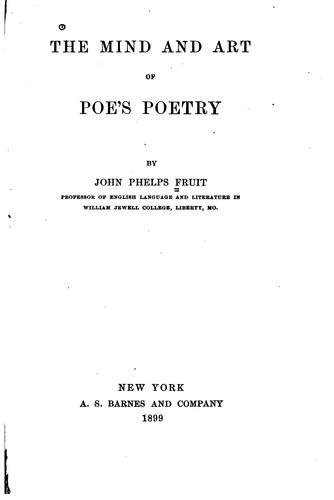 THE MIND AND ART
OF
POE'S POETRY
BY
JOHN PHELPS FRUIT
PROFESSOR OF ENGLISH LANGUAGE AND LITERATURE IN
WILLIAM JEWELL COLLEGE, LIBERTY, MO.
NEW YORK
A. S. BARNES AND COMPANY
1899